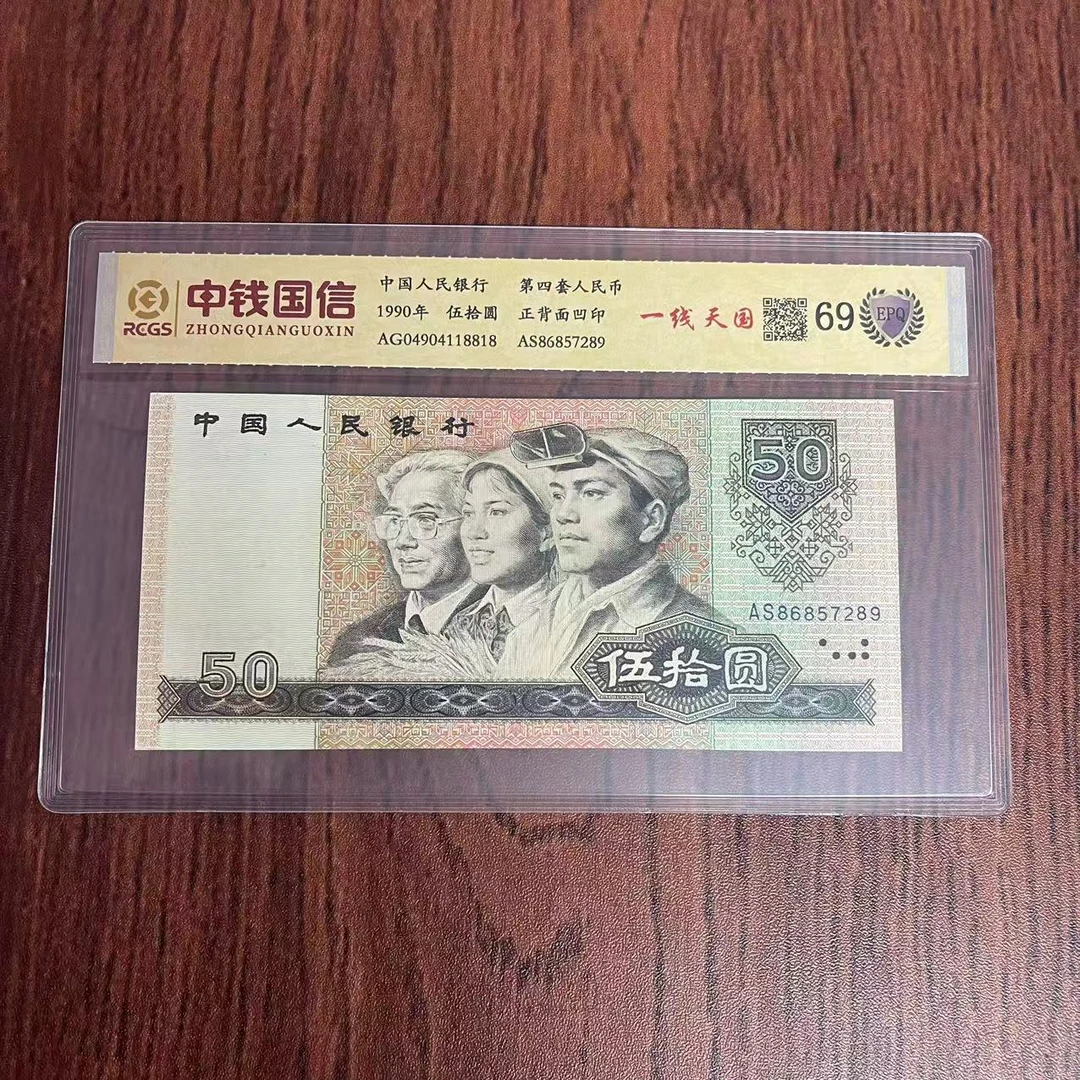 中钱国信
RCGS ZHONGQIANGUOXIN
中国人民银行 第四套人民币
1990年 伍拾圆 正背面凹印
AG04904118818 AS86857289
一线天国
69 EPQ
中国人民银行
50
AS86857289
50
伍拾圆